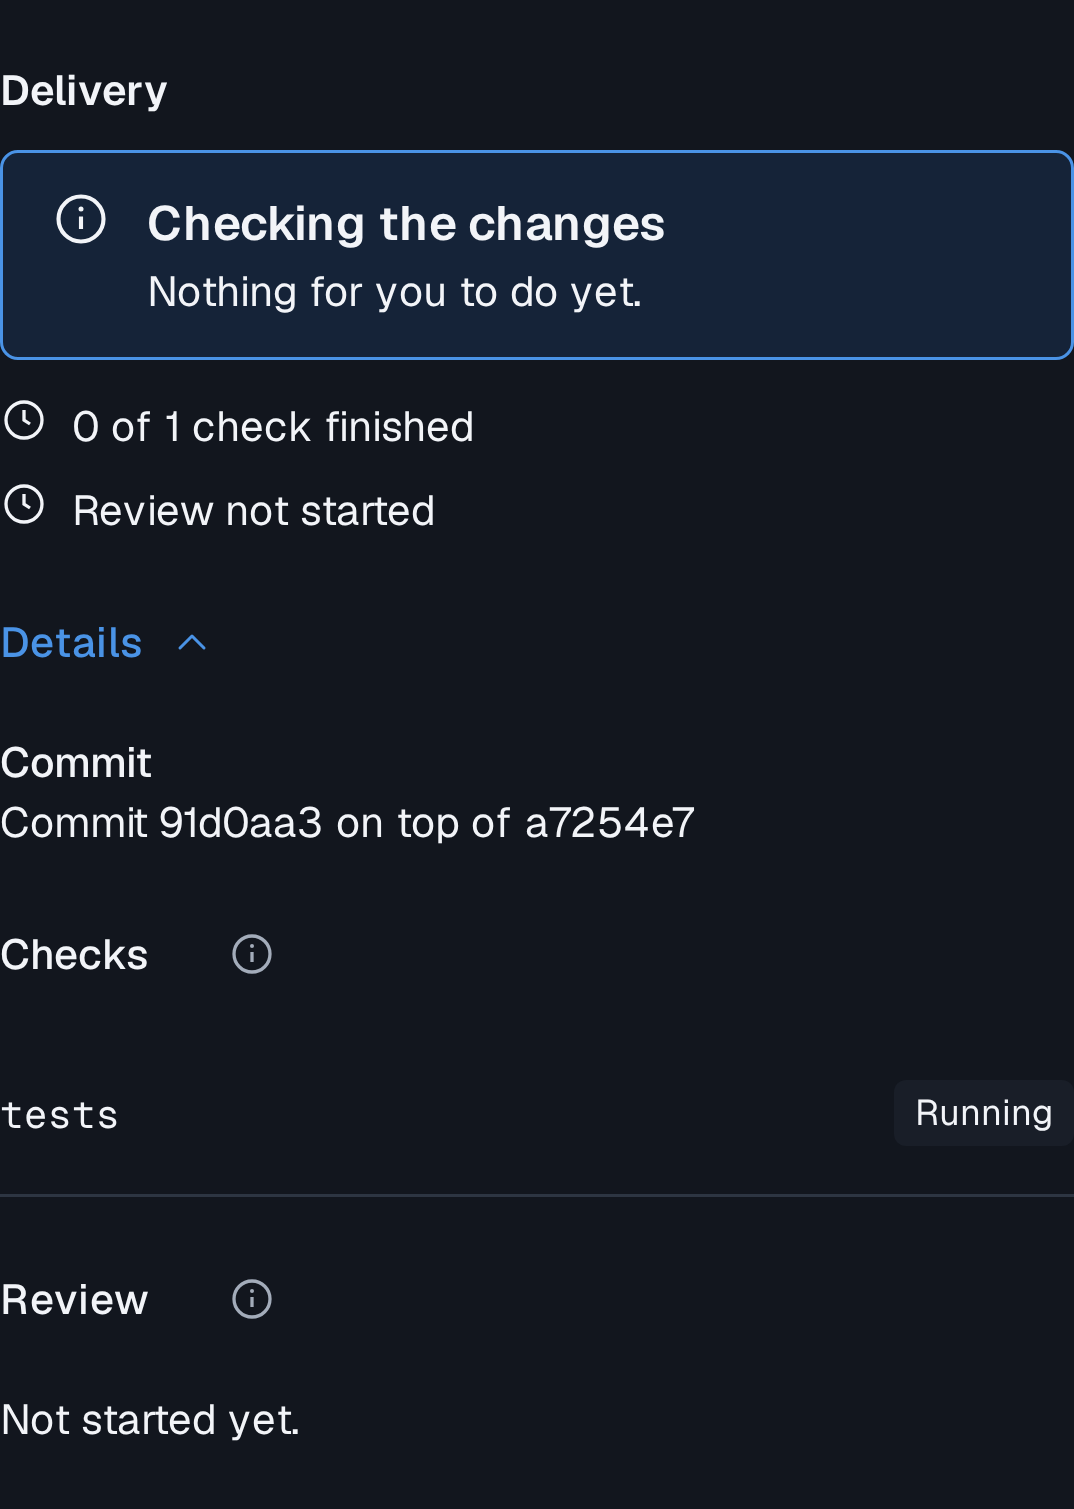 Delivery
Checking the changes
Nothing for you to do yet.
0 of 1 check finished
Review not started
Details
Commit
Commit 91d0aa3 on top of a7254e7
Checks
tests
Running
Review
Not started yet.